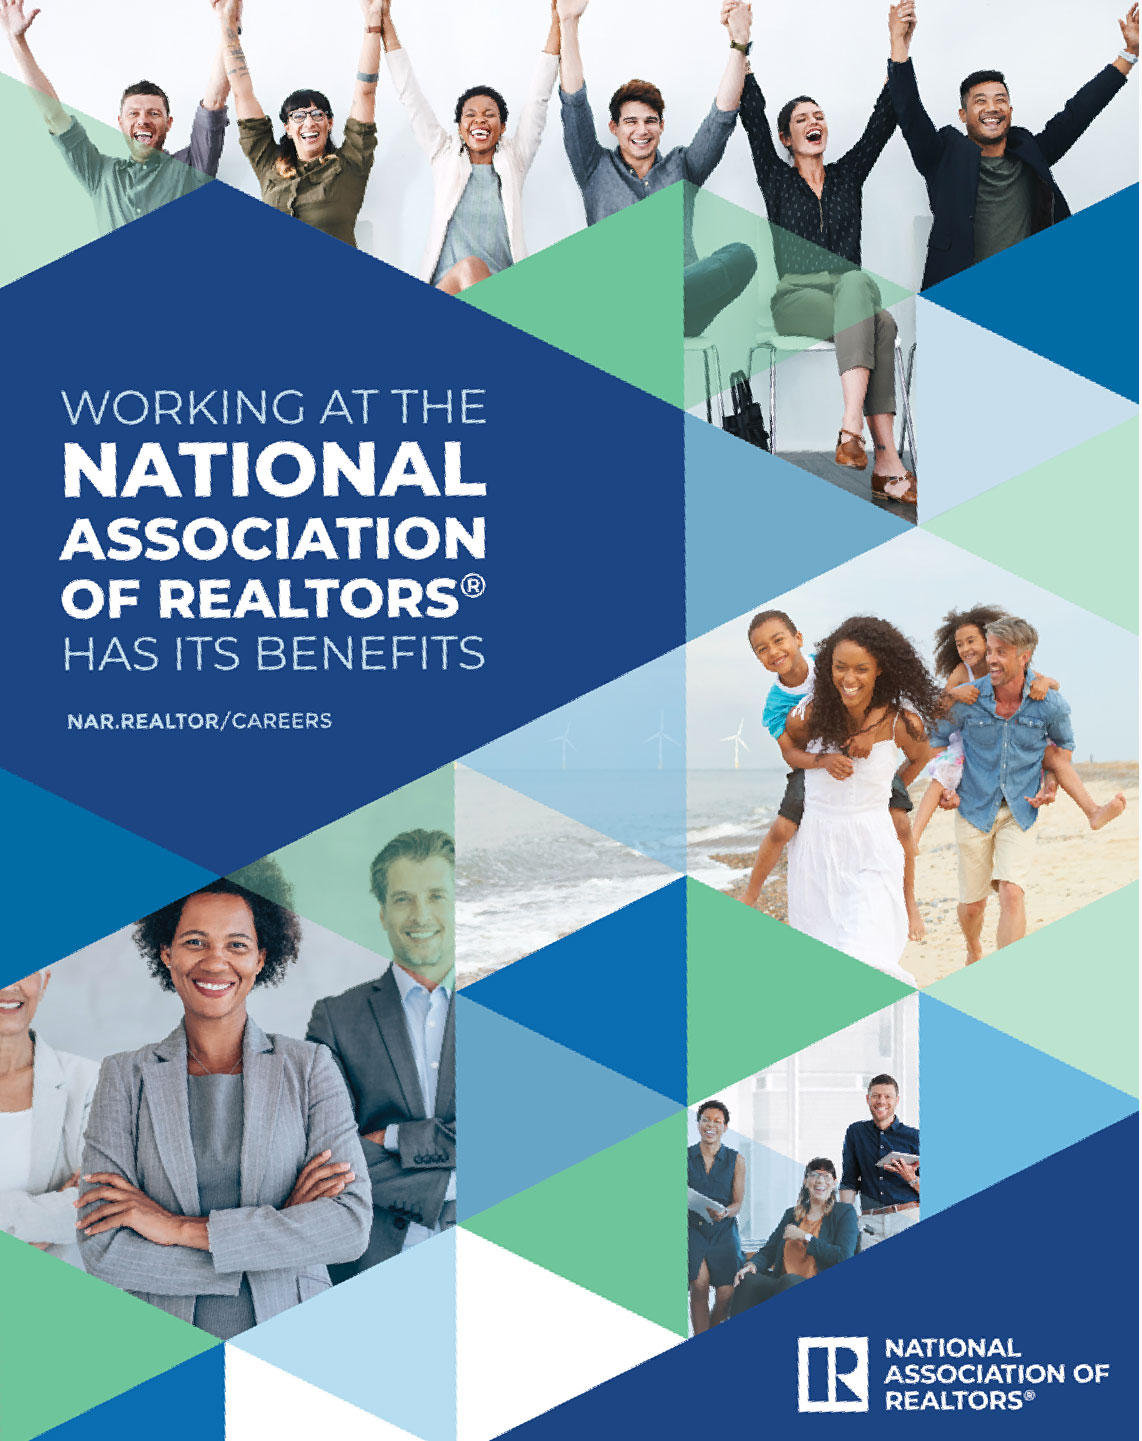 WORKING AT THE
NATIONAL
ASSOCIATION
OF REALTORS®
HAS ITS BENEFITS
NAR.REALTOR/CAREERS
R
NATIONAL
ASSOCIATION OF
REALTORS®